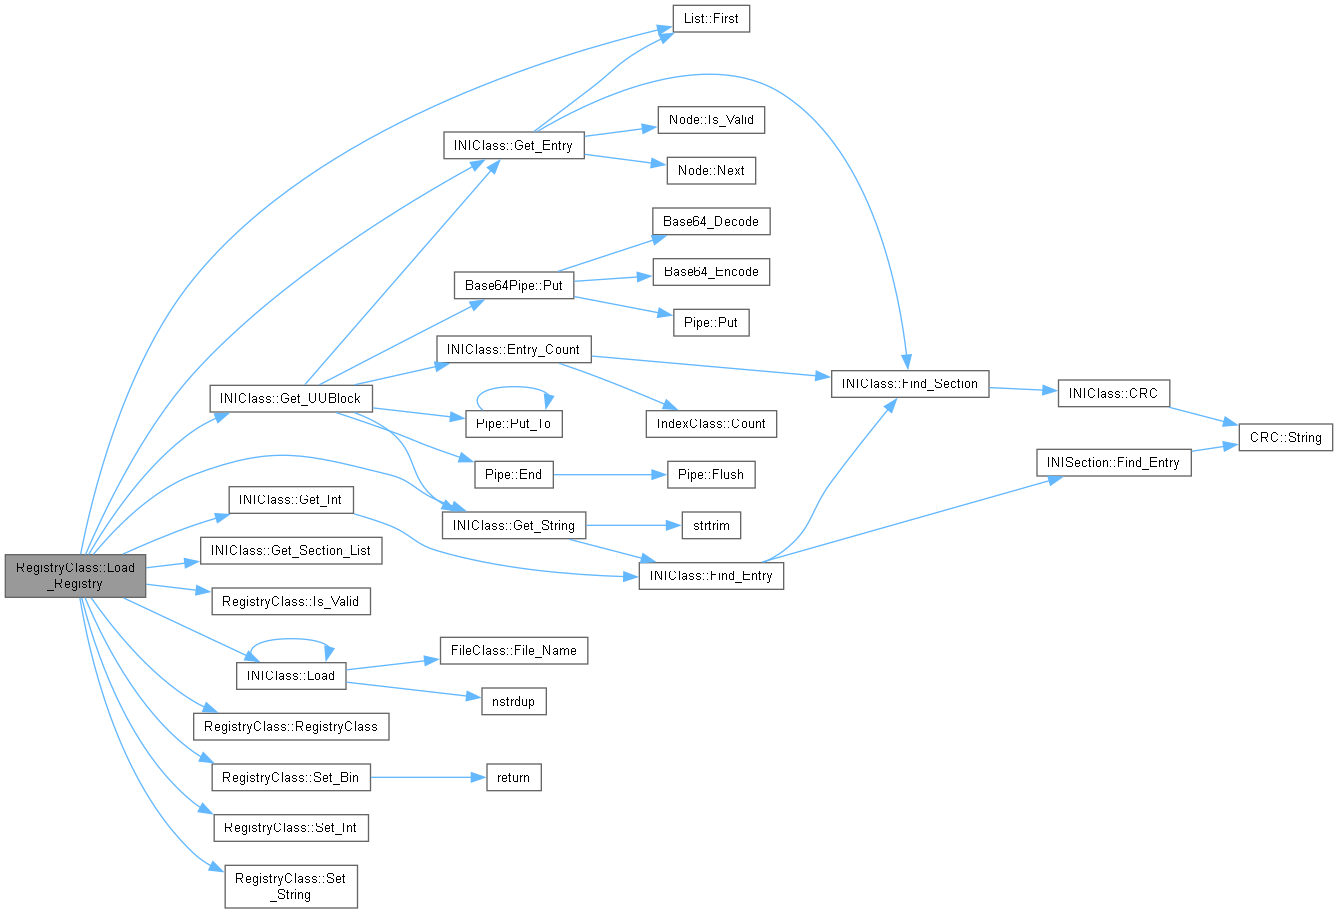 List::First
INIClass::Get_Entry
Node::Is_Valid
Node::Next
Base64_Decode
Base64_Encode
Base64Pipe::Put
Pipe::Put
INIClass::Entry_Count
INIClass::Find_Section
INIClass::Get_UUBlock
INIClass::CRC
Pipe::Put_To
IndexClass::Count
CRC::String
INISection::Find_Entry
Pipe::End
Pipe::Flush
INIClass::Get_Int
INIClass::Get_String
strtrim
INIClass::Get_Section_List
RegistryClass::Load
_Registry
INIClass::Find_Entry
RegistryClass::Is_Valid
FileClass::File_Name
INIClass::Load
nstrdup
RegistryClass::RegistryClass
RegistryClass::Set_Bin
return
RegistryClass::Set_Int
RegistryClass::Set
_String